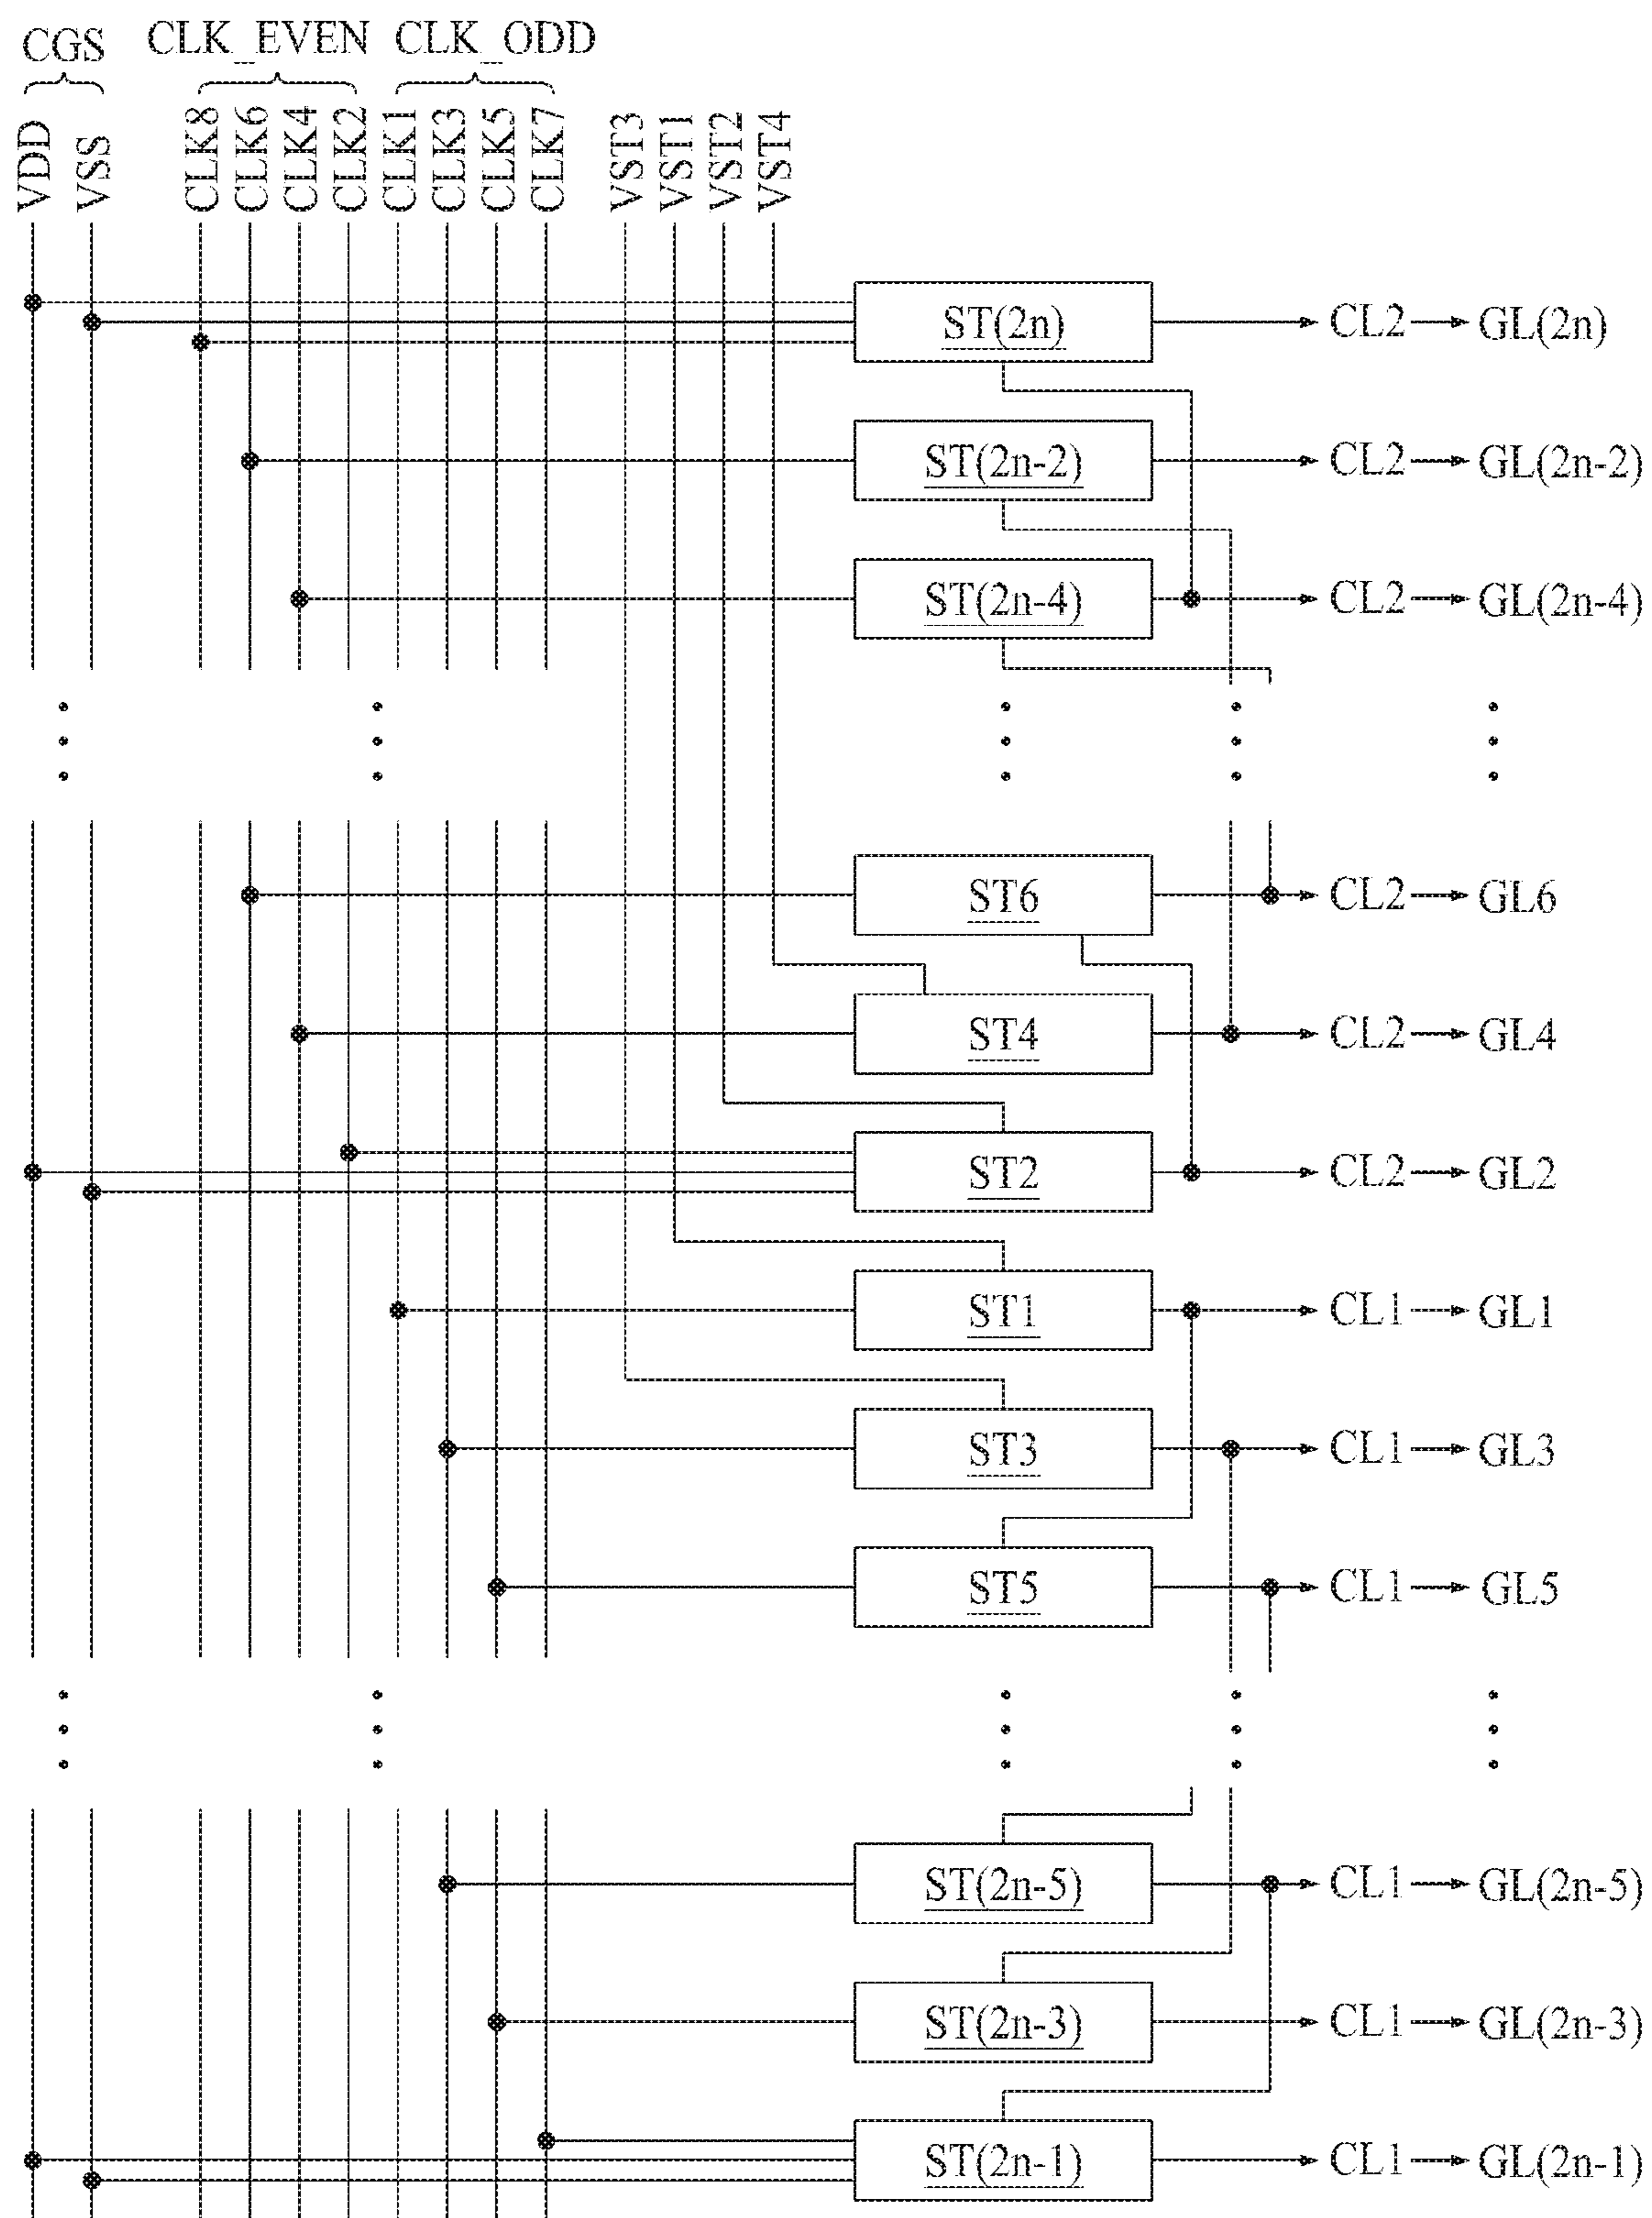 CGS CLK_EVEN CLK_ODD
VDD VSS CLK8 CLK6 CLK4 CLK2 CLK1 CLK3 CLK5 CLK7 VST3 VST1 VST2 VST4
ST(2n) CL2 GL(2n)
ST(2n-2) CL2 GL(2n-2)
ST(2n-4) CL2 GL(2n-4)
ST6 CL2 GL6
ST4 CL2 GL4
ST2 CL2 GL2
ST1 CL1 GL1
ST3 CL1 GL3
ST5 CL1 GL5
ST(2n-5) CL1 GL(2n-5)
ST(2n-3) CL1 GL(2n-3)
ST(2n-1) CL1 GL(2n-1)